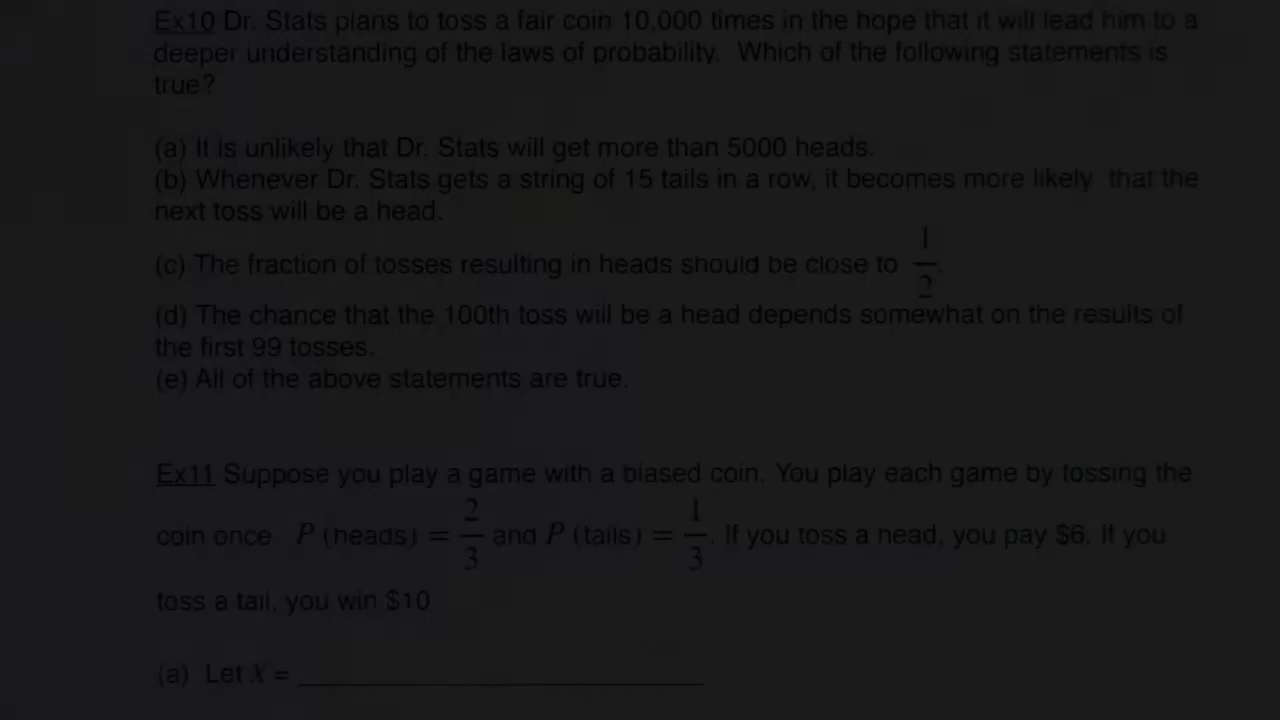 Ex10 Dr. Stats plans to toss a fair coin 10,000 times in the hope that it will lead him to a
deeper understanding of the laws of probability. Which of the following statements is
true?
(a) It is unlikely that Dr. Stats will get more than 5000 heads.
(b) Whenever Dr. Stats gets a string of 15 tails in a row, it becomes more likely that the
next toss will be a head.
(c) The fraction of tosses resulting in heads should be close to 1/2.
(d) The chance that the 100th toss will be a head depends somewhat on the results of
the first 99 tosses.
(e) All of the above statements are true.
Ex11 Suppose you play a game with a biased coin. You play each game by tossing the
coin once. P (heads) = 2/3 and P (tails) = 1/3. If you toss a head, you pay $6. If you
toss a tail, you win $10
(a) Let X = ____________________